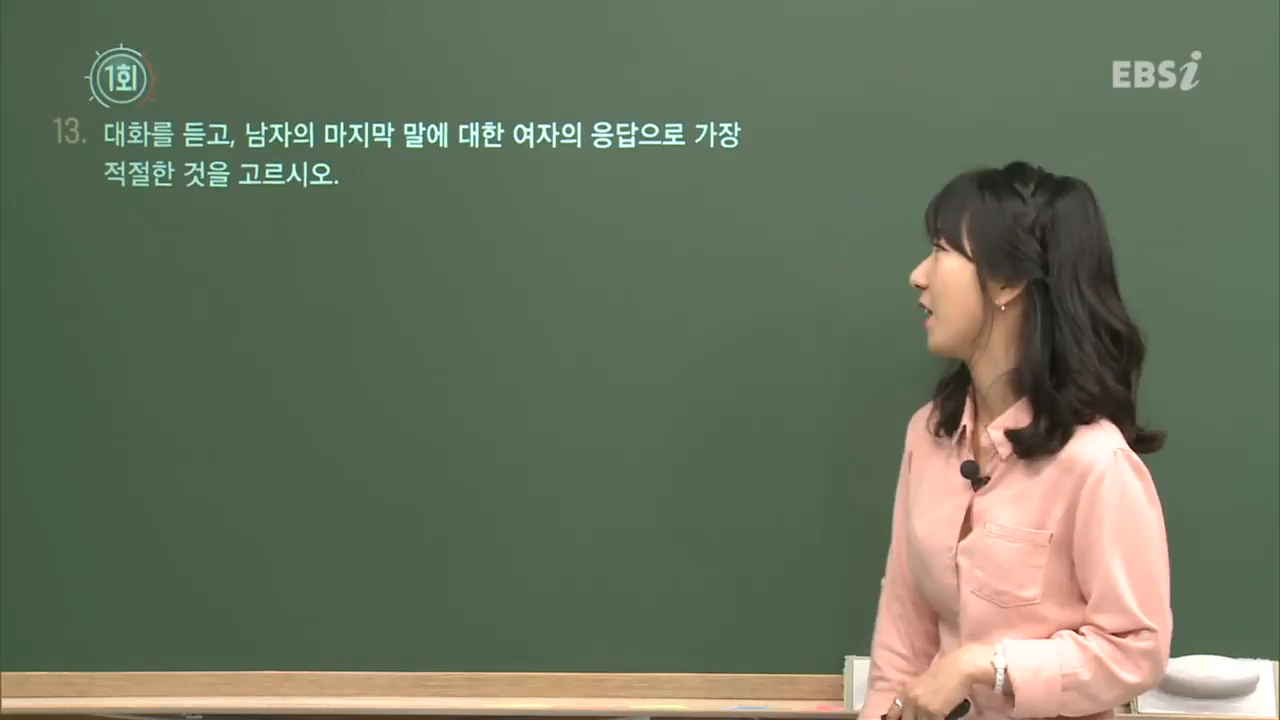 1회
EBSi
13. 대화를 듣고, 남자의 마지막 말에 대한 여자의 응답으로 가장
적절한 것을 고르시오.